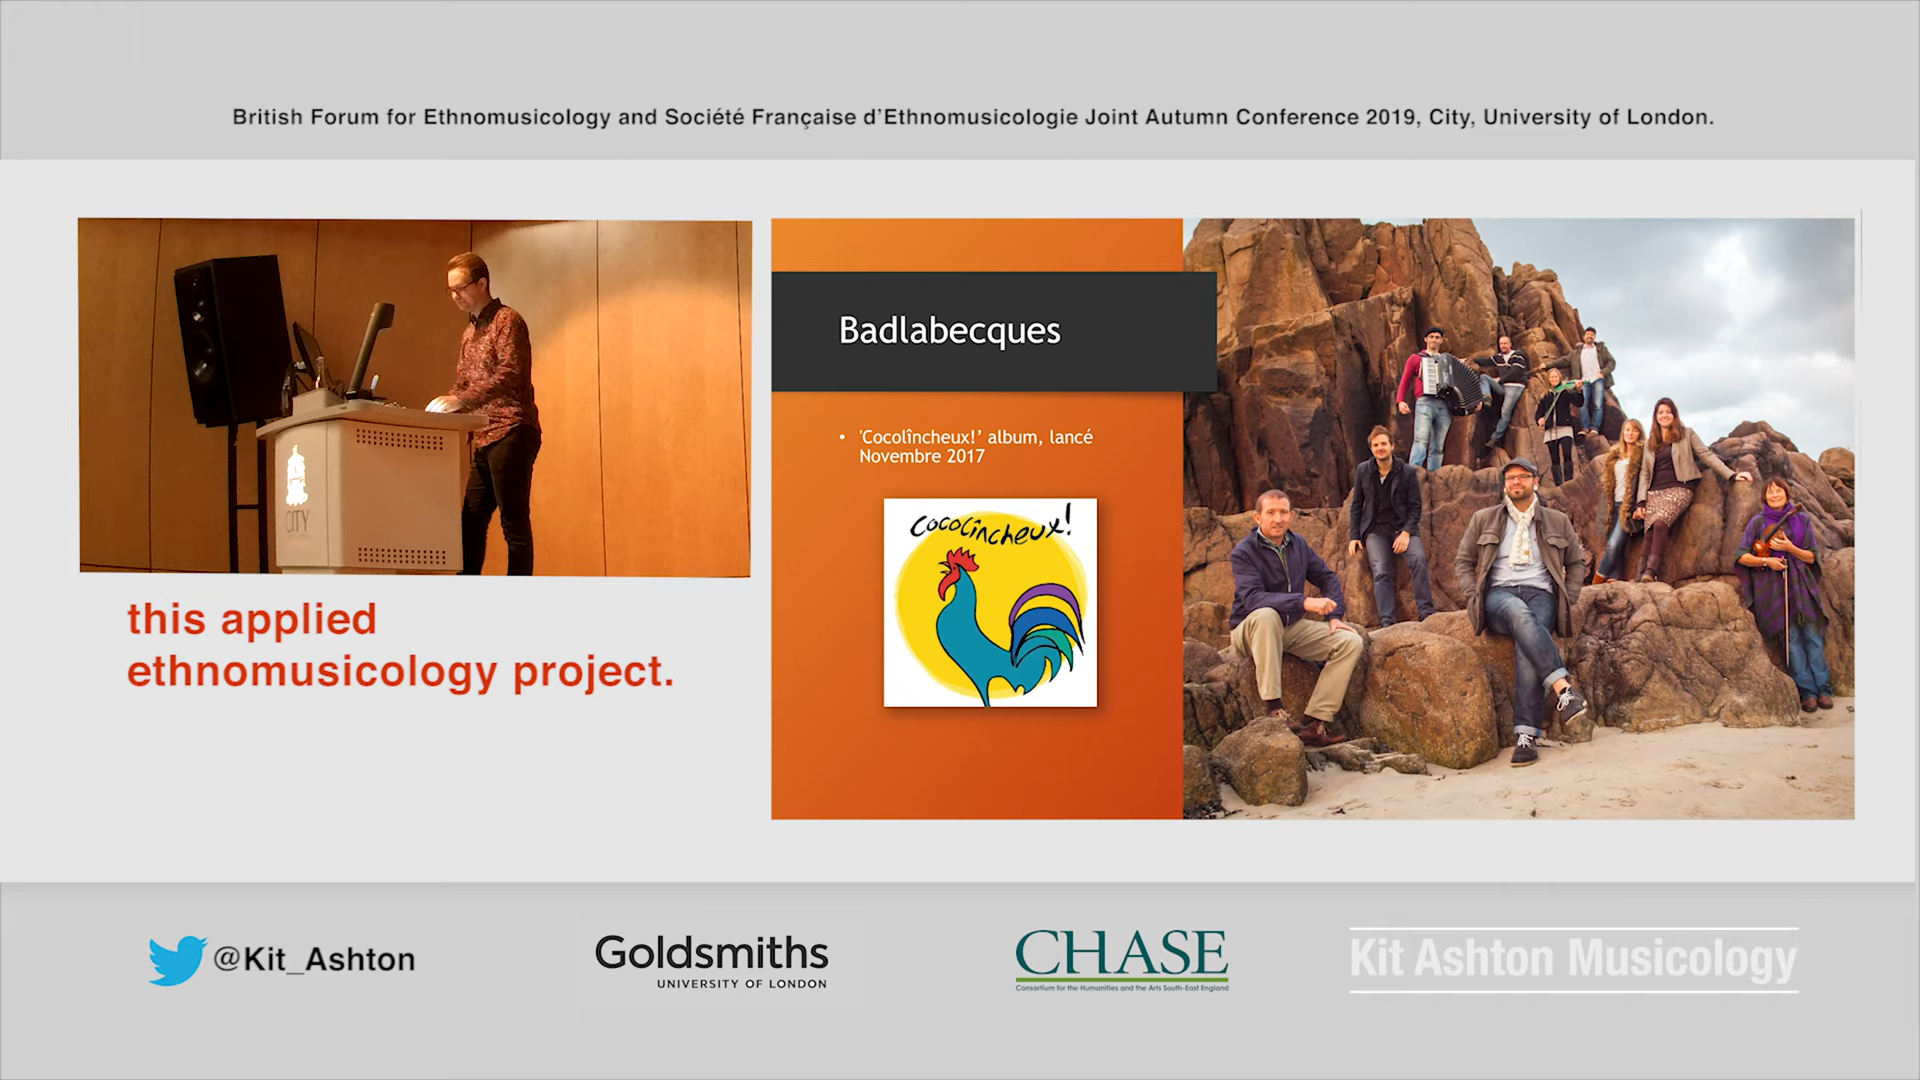 British Forum for Ethnomusicology and Société Française d'Ethnomusicologie Joint Autumn Conference 2019, City, University of London.
CITY
this applied
ethnomusicology project.
Badlabecques
• 'Cocolîncheux!’ album, lancé
Novembre 2017
cocolîncheux!
@Kit_Ashton
Goldsmiths
UNIVERSITY OF LONDON
CHASE
Consortium for the Humanities and the Arts South-East England
Kit Ashton Musicology